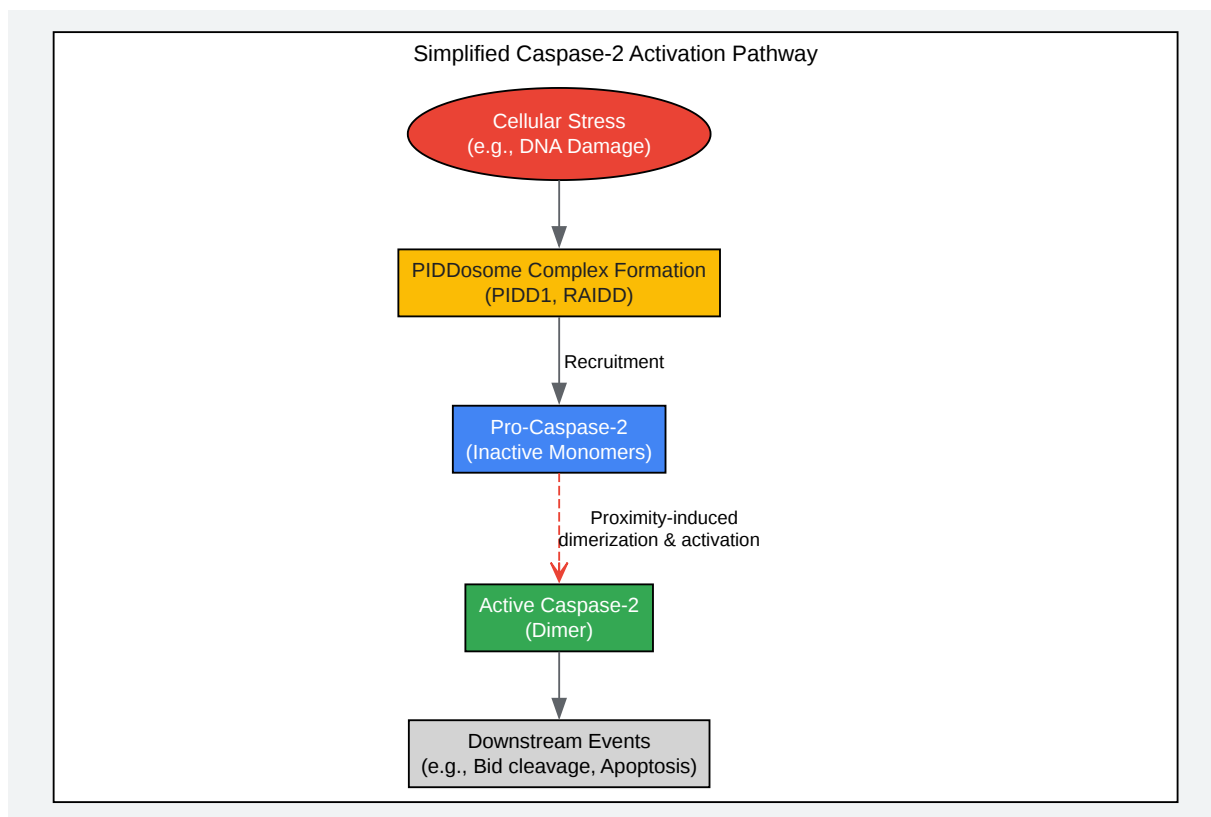 Simplified Caspase-2 Activation Pathway
Cellular Stress
(e.g., DNA Damage)
PIDDosome Complex Formation
(PIDD1, RAIDD)
Recruitment
Pro-Caspase-2
(Inactive Monomers)
Proximity-induced
dimerization & activation
Active Caspase-2
(Dimer)
Downstream Events
(e.g., Bid cleavage, Apoptosis)